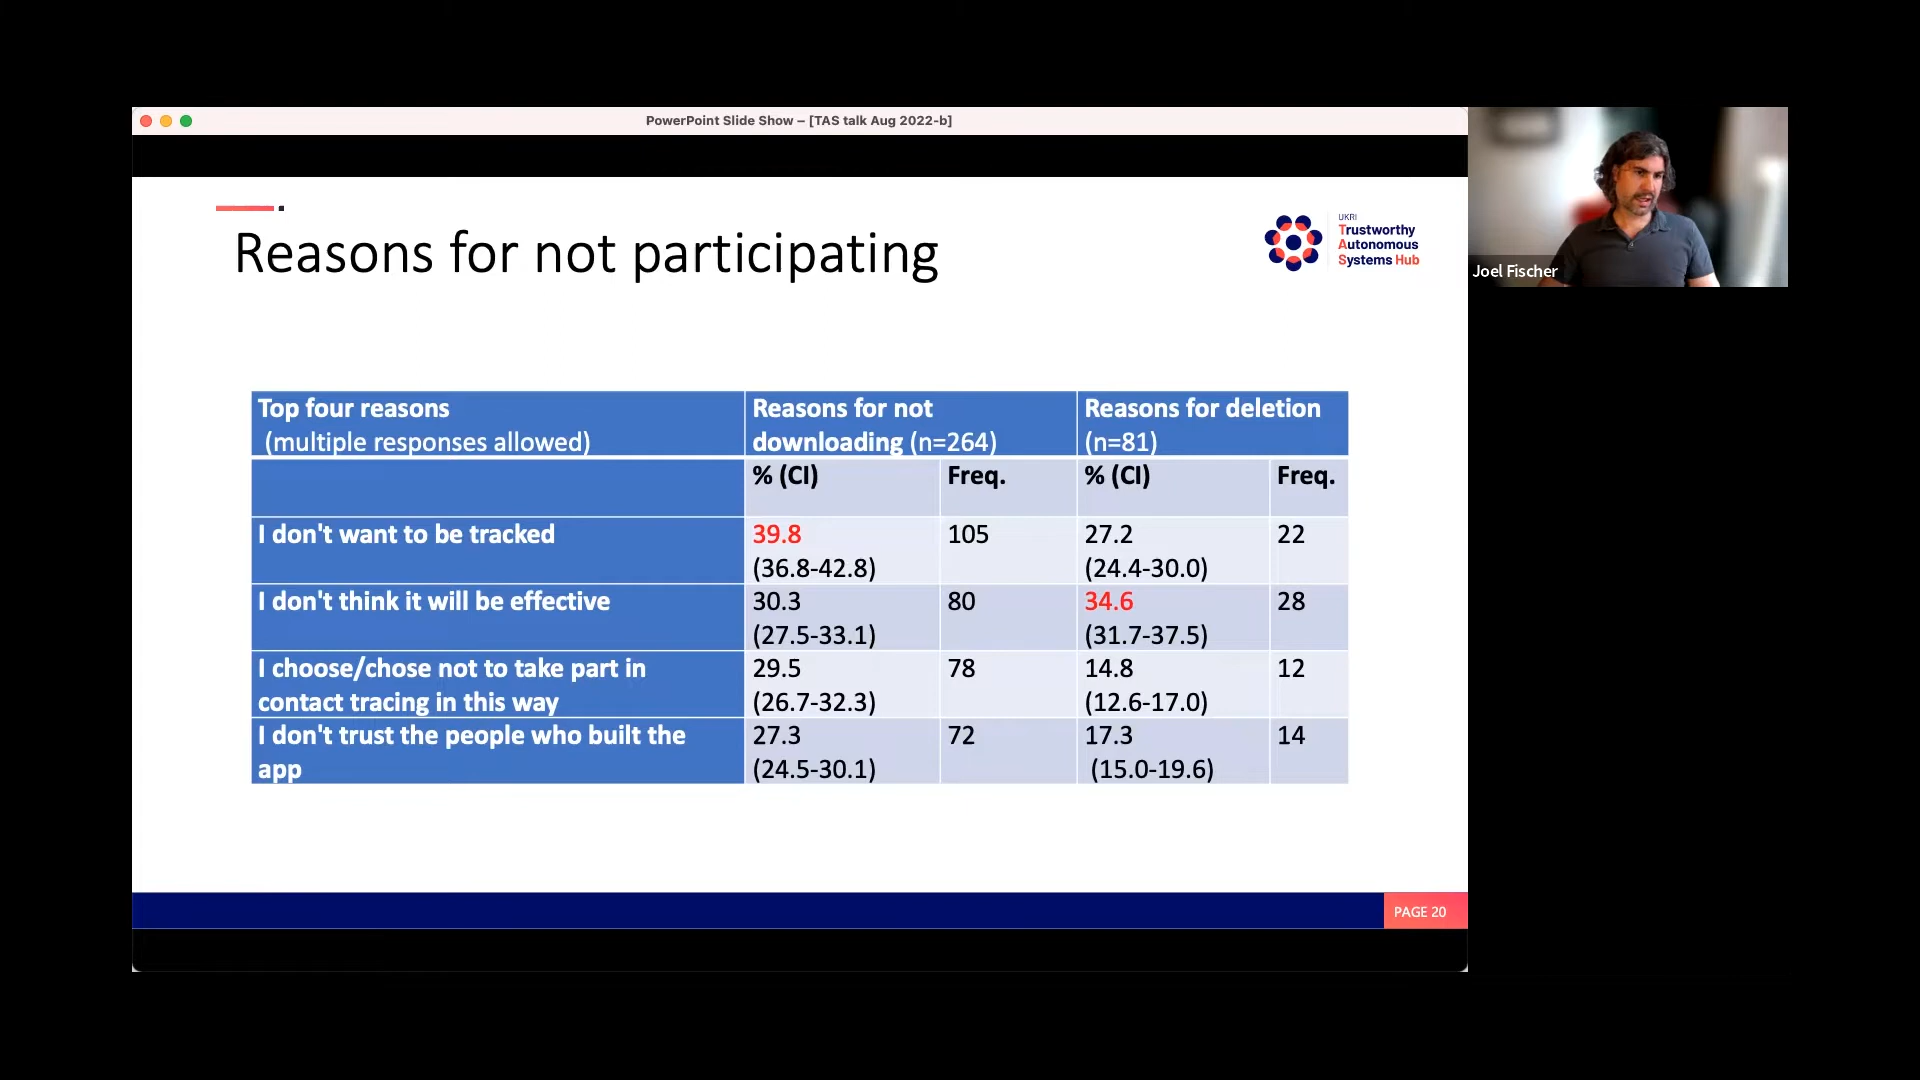 PowerPoint Slide Show – [TAS talk Aug 2022-b]
Reasons for not participating
UKRI
Trustworthy
Autonomous
Systems Hub
Joel Fischer
Top four reasons
(multiple responses allowed)
Reasons for not
downloading (n=264)
Reasons for deletion
(n=81)
% (CI)
Freq.
% (CI)
Freq.
I don't want to be tracked
39.8
(36.8-42.8)
105
27.2
(24.4-30.0)
22
I don't think it will be effective
30.3
(27.5-33.1)
80
34.6
(31.7-37.5)
28
I choose/chose not to take part in
contact tracing in this way
29.5
(26.7-32.3)
78
14.8
(12.6-17.0)
12
I don't trust the people who built the
app
27.3
(24.5-30.1)
72
17.3
(15.0-19.6)
14
PAGE 20